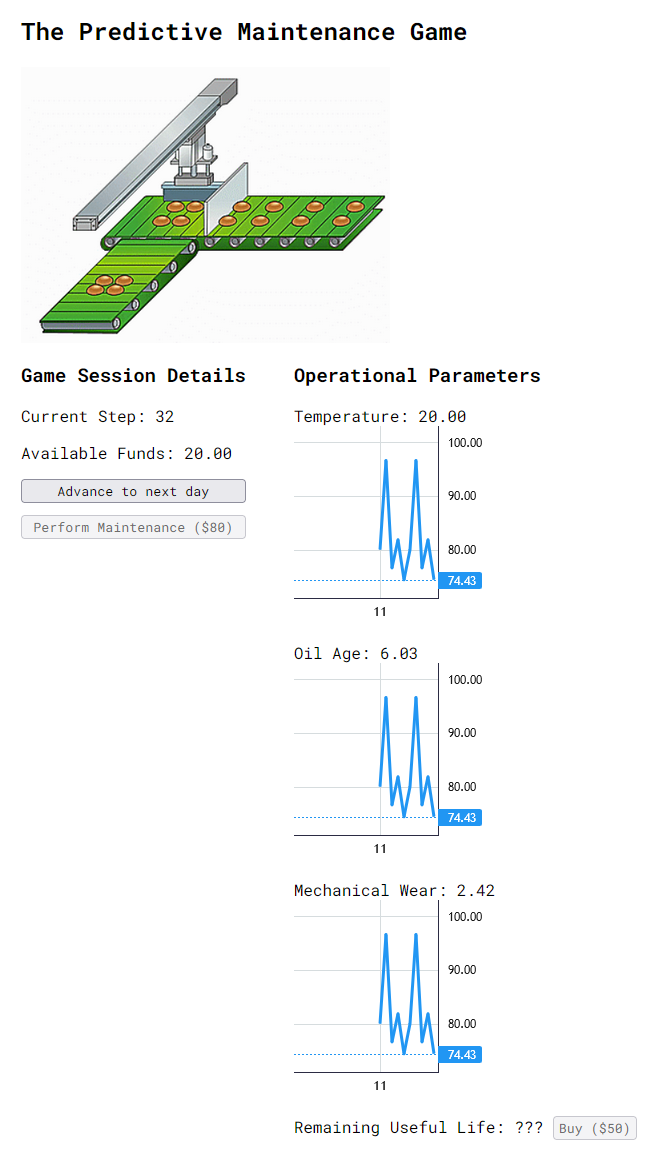 The Predictive Maintenance Game
Game Session Details
Current Step: 32
Available Funds: 20.00
Advance to next day
Perform Maintenance ($80)
Operational Parameters
Temperature: 20.00
100.00
90.00
80.00
74.43
11
Oil Age: 6.03
100.00
90.00
80.00
74.43
11
Mechanical Wear: 2.42
100.00
90.00
80.00
74.43
11
Remaining Useful Life: ??? Buy ($50)